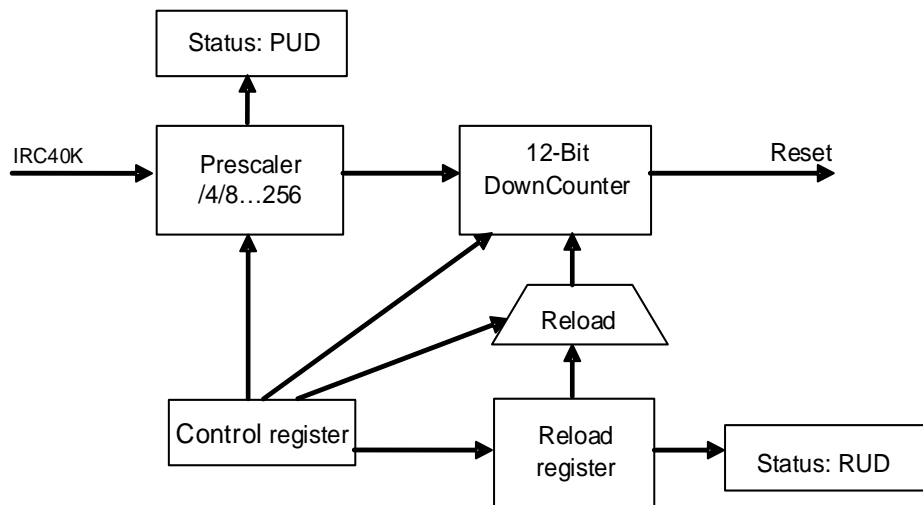 Status: PUD
IRC40K
Prescaler
/4/8...256
12-Bit
DownCounter
Reset
Reload
Control register
Reload
register
Status: RUD